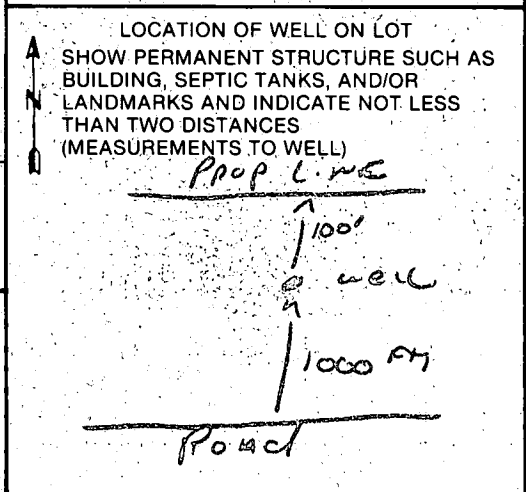 LOCATION OF WELL ON LOT
SHOW PERMANENT STRUCTURE SUCH AS
BUILDING, SEPTIC TANKS, AND/OR
N LANDMARKS AND INDICATE NOT LESS
THAN TWO DISTANCES
(MEASUREMENTS TO WELL)
PROP LINE
100'
well
1000
Road